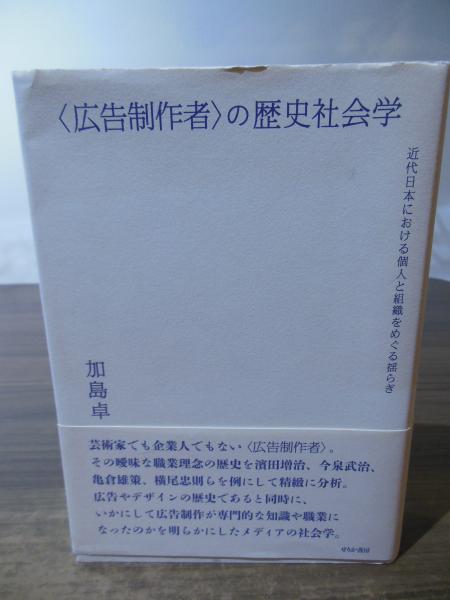 〈広告制作者〉の歴史社会学
近代日本における個人と組織をめぐる揺らぎ
加島卓
芸術家でも企業人でもない〈広告制作者〉。
その曖昧な職業理念の歴史を濱田増治、今泉武治、
亀倉雄策、横尾忠則らを例にして精緻に分析。
広告やデザインの歴史であると同時に、
いかにして広告制作が専門的な知識や職業に
なったのかを明らかにしたメディアの社会学。
せりか書房